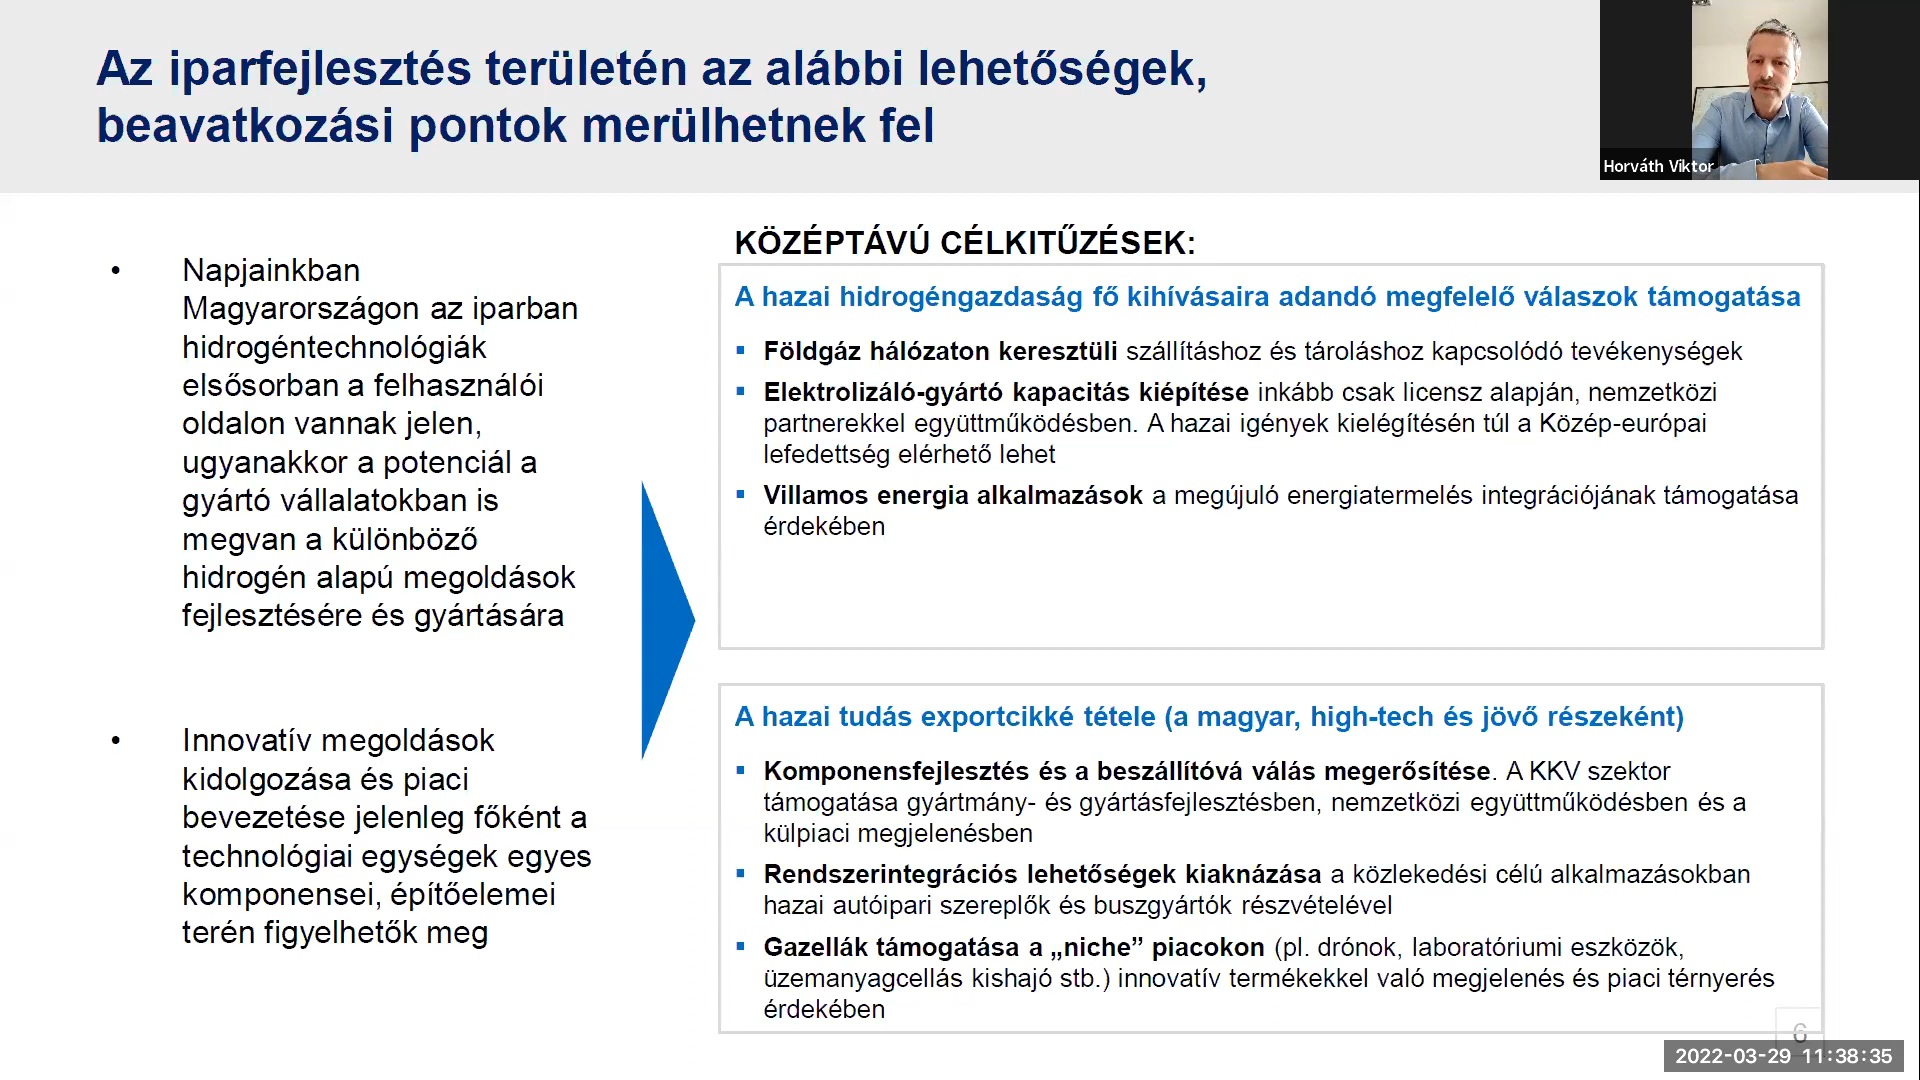 Az iparfejlesztés területén az alábbi lehetőségek,
beavatkozási pontok merülhetnek fel
Horváth Viktor
• Napjainkban
Magyarországon az iparban
hidrogéntechnológiák
elsősorban a felhasználói
oldalon vannak jelen,
ugyanakkor a potenciál a
gyártó vállalatokban is
megvan a különböző
hidrogén alapú megoldások
fejlesztésére és gyártására
• Innovatív megoldások
kidolgozása és piaci
bevezetése jelenleg főként a
technológiai egységek egyes
komponensei, építőelemei
terén figyelhetők meg
KÖZÉPTÁVÚ CÉLKITŰZÉSEK:
A hazai hidrogéngazdaság fő kihívásaira adandó megfelelő válaszok támogatása
▪ Földgáz hálózaton keresztüli szállításhoz és tároláshoz kapcsolódó tevékenységek
▪ Elektrolizáló-gyártó kapacitás kiépítése inkább csak licensz alapján, nemzetközi
partnerekkel együttműködésben. A hazai igények kielégítésén túl a Közép-európai
lefedettség elérhető lehet
▪ Villamos energia alkalmazások a megújuló energiatermelés integrációjának támogatása
érdekében
A hazai tudás exportcikké tétele (a magyar, high-tech és jövő részeként)
▪ Komponensfejlesztés és a beszállítóvá válás megerősítése. A KKV szektor
támogatása gyártmány- és gyártásfejlesztésben, nemzetközi együttműködésben és a
külpiaci megjelenésben
▪ Rendszerintegrációs lehetőségek kiaknázása a közlekedési célú alkalmazásokban
hazai autóipari szereplők és buszgyártók részvételével
▪ Gazellák támogatása a „niche” piacokon (pl. drónok, laboratóriumi eszközök,
üzemanyagcellás kishajó stb.) innovatív termékekkel való megjelenés és piaci térnyerés
érdekében
6
2022-03-29 11:38:35